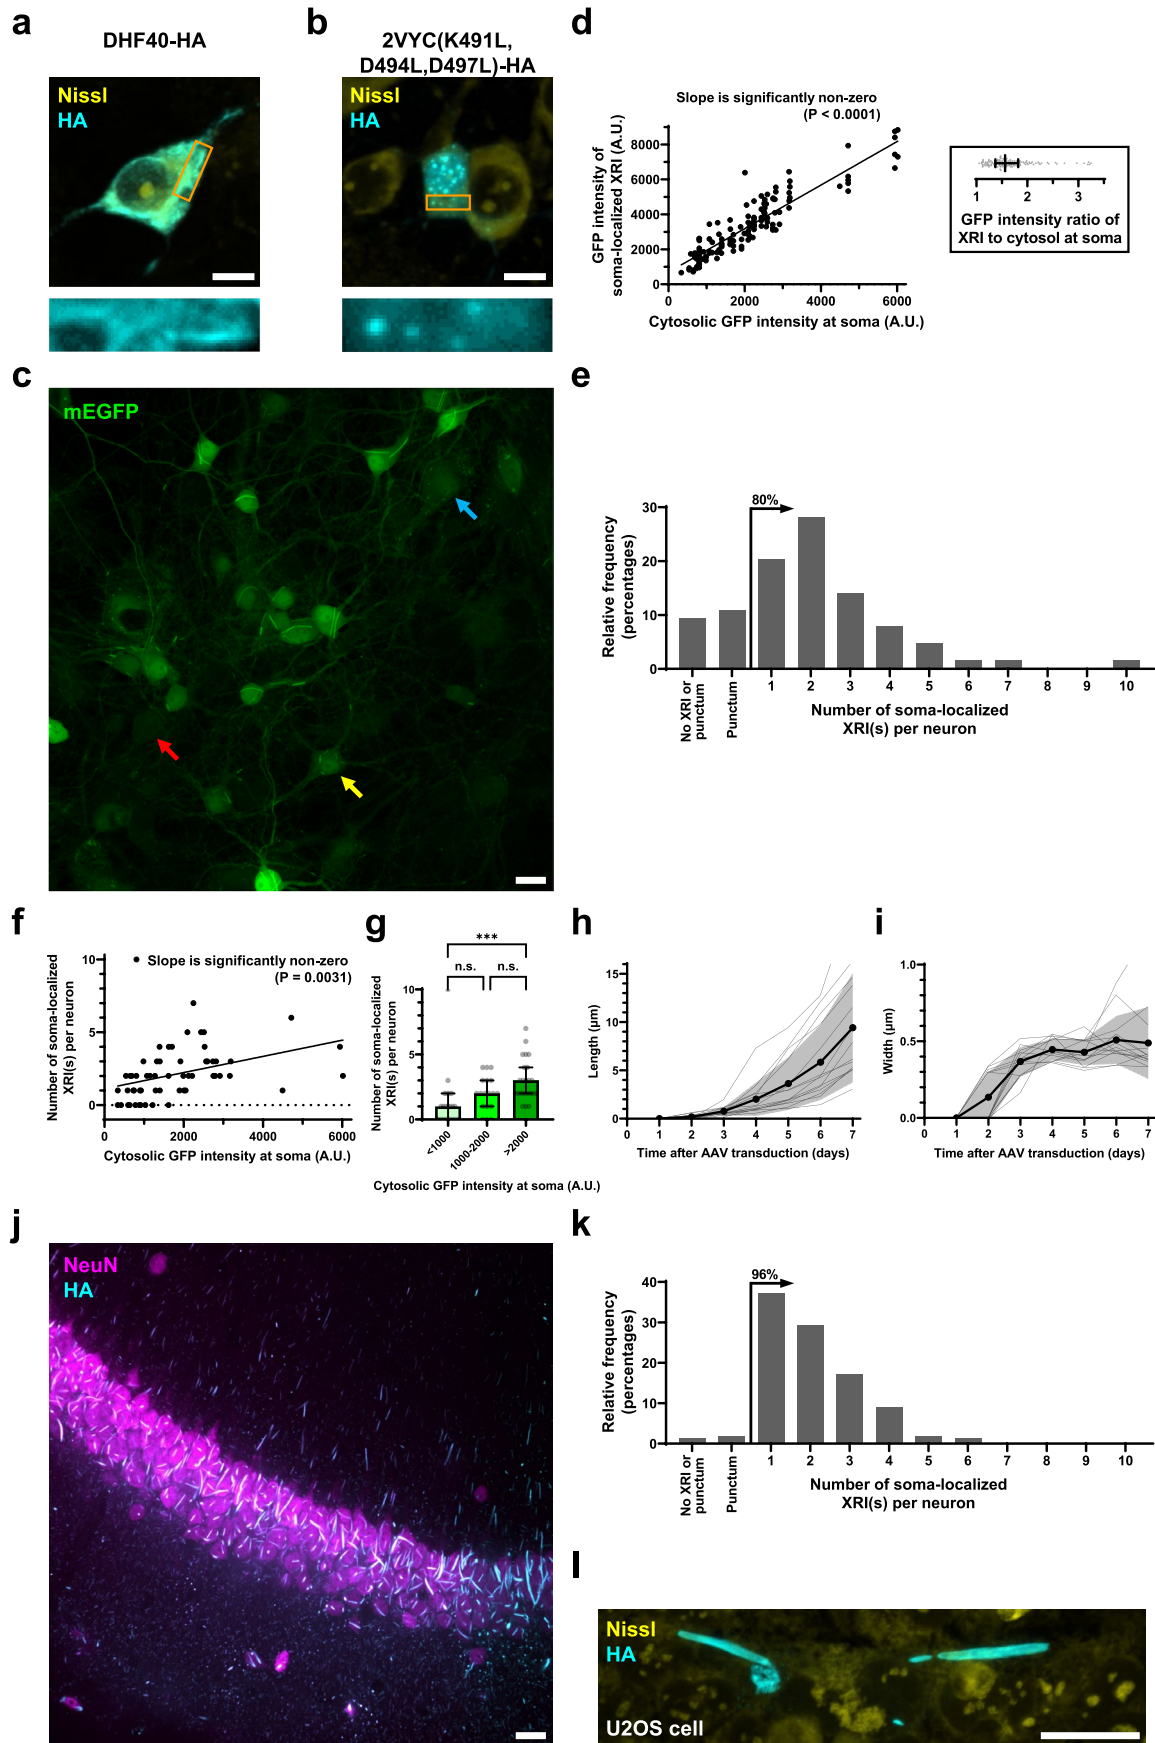 a
DHF40-HA
Nissl
HA
b
2VYC(K491L,
D494L,D497L)-HA
Nissl
HA
c
mEGFP
d
Slope is significantly non-zero
(P < 0.0001)
GFP intensity of
soma-localized XRI (A.U.)
8000
6000
4000
2000
0
0 2000 4000 6000
Cytosolic GFP intensity at soma (A.U.)
1 2 3
GFP intensity ratio of
XRI to cytosol at soma
e
Relative frequency
(percentages)
30
20
10
0
80%
No XRI or
punctum
Punctum
1 2 3 4 5 6 7 8 9 10
Number of soma-localized
XRI(s) per neuron
f
Slope is significantly non-zero
(P = 0.0031)
Number of soma-localized
XRI(s) per neuron
10
5
0
0 2000 4000 6000
Cytosolic GFP intensity at soma (A.U.)
g
***
n.s. n.s.
Number of soma-localized
XRI(s) per neuron
10
8
6
4
2
0
<1000
1000-2000
>2000
Cytosolic GFP intensity at soma (A.U.)
h
Length (μm)
15
10
5
0
0 1 2 3 4 5 6 7
Time after AAV transduction (days)
i
Width (μm)
1.0
0.5
0.0
0 1 2 3 4 5 6 7
Time after AAV transduction (days)
j
NeuN
HA
k
Relative frequency
(percentages)
40
30
20
10
0
96%
No XRI or
punctum
Punctum
1 2 3 4 5 6 7 8 9 10
Number of soma-localized
XRI(s) per neuron
l
Nissl
HA
U2OS cell